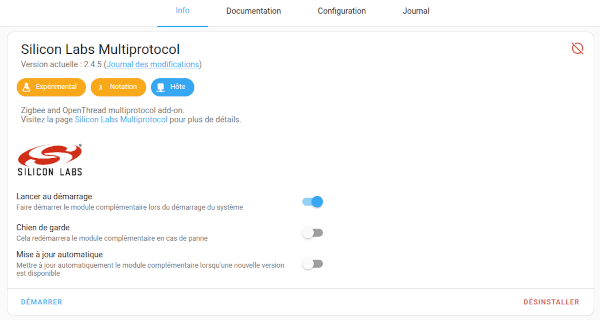 Info Documentation Configuration Journal
Silicon Labs Multiprotocol
Version actuelle : 2.4.5 (Journal des modifications)
Expérimental Notation Hôte
Zigbee and OpenThread multiprotocol add-on.
Visitez la page Silicon Labs Multiprotocol pour plus de détails.
SILICON LABS
Lancer au démarrage
Faire démarrer le module complémentaire lors du démarrage du système
Chien de garde
Cela redémarrera le module complémentaire en cas de panne
Mise à jour automatique
Mettre à jour automatiquement le module complémentaire lorsqu'une nouvelle version
est disponible
DÉMARRER DÉSINSTALLER